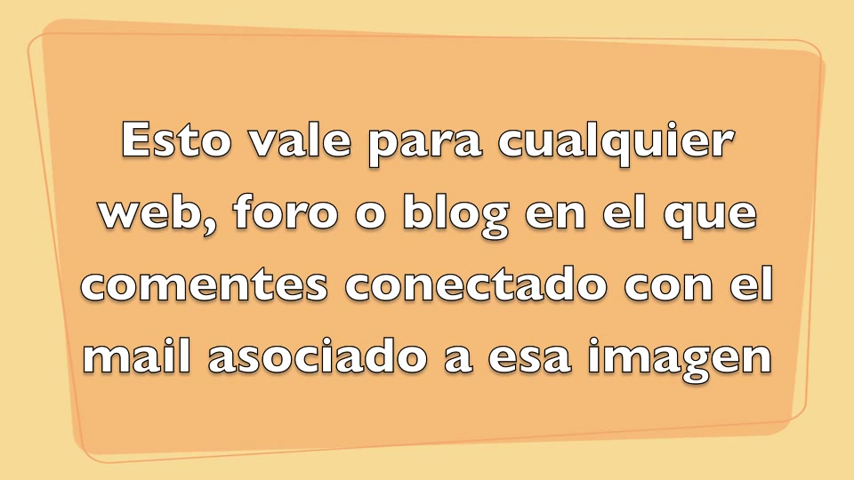 Esto vale para cualquier
web, foro o blog en el que
comentes conectado con el
mail asociado a esa imagen